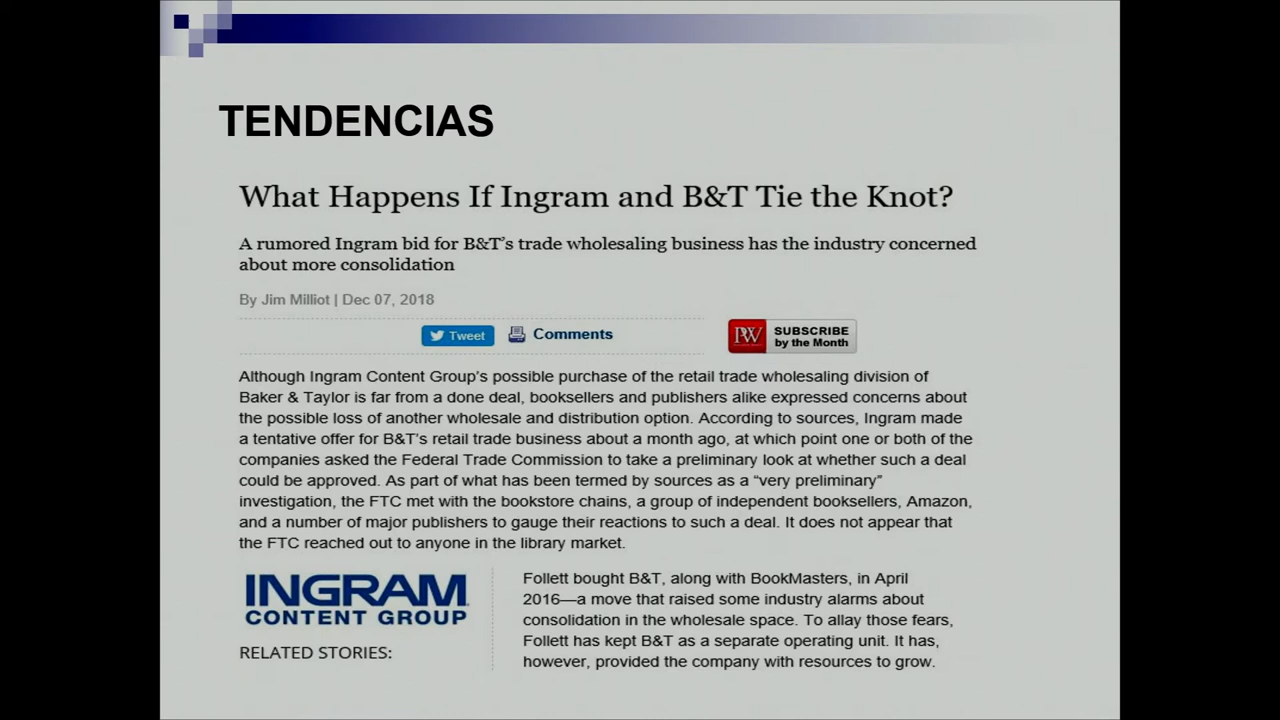 TENDENCIAS
What Happens If Ingram and B&T Tie the Knot?
A rumored Ingram bid for B&T's trade wholesaling business has the industry concerned
about more consolidation
By Jim Milliot | Dec 07, 2018
Tweet
Comments
PW
SUBSCRIBE
by the Month
Although Ingram Content Group's possible purchase of the retail trade wholesaling division of
Baker & Taylor is far from a done deal, booksellers and publishers alike expressed concerns about
the possible loss of another wholesale and distribution option. According to sources, Ingram made
a tentative offer for B&T's retail trade business about a month ago, at which point one or both of the
companies asked the Federal Trade Commission to take a preliminary look at whether such a deal
could be approved. As part of what has been termed by sources as a “very preliminary”
investigation, the FTC met with the bookstore chains, a group of independent booksellers, Amazon,
and a number of major publishers to gauge their reactions to such a deal. It does not appear that
the FTC reached out to anyone in the library market.
INGRAM
CONTENT GROUP
RELATED STORIES:
Follett bought B&T, along with BookMasters, in April
2016—a move that raised some industry alarms about
consolidation in the wholesale space. To allay those fears,
Follett has kept B&T as a separate operating unit. It has,
however, provided the company with resources to grow.